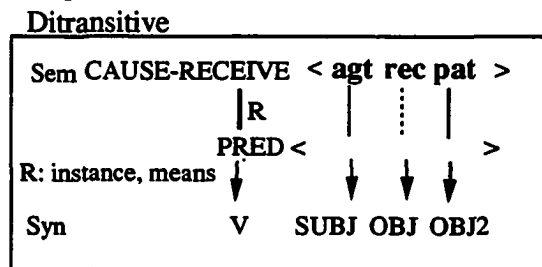 Ditransitive
Sem CAUSE-RECEIVE < agt rec pat >
R
PRED < >
R: instance, means
Syn V SUBJ OBJ OBJ2